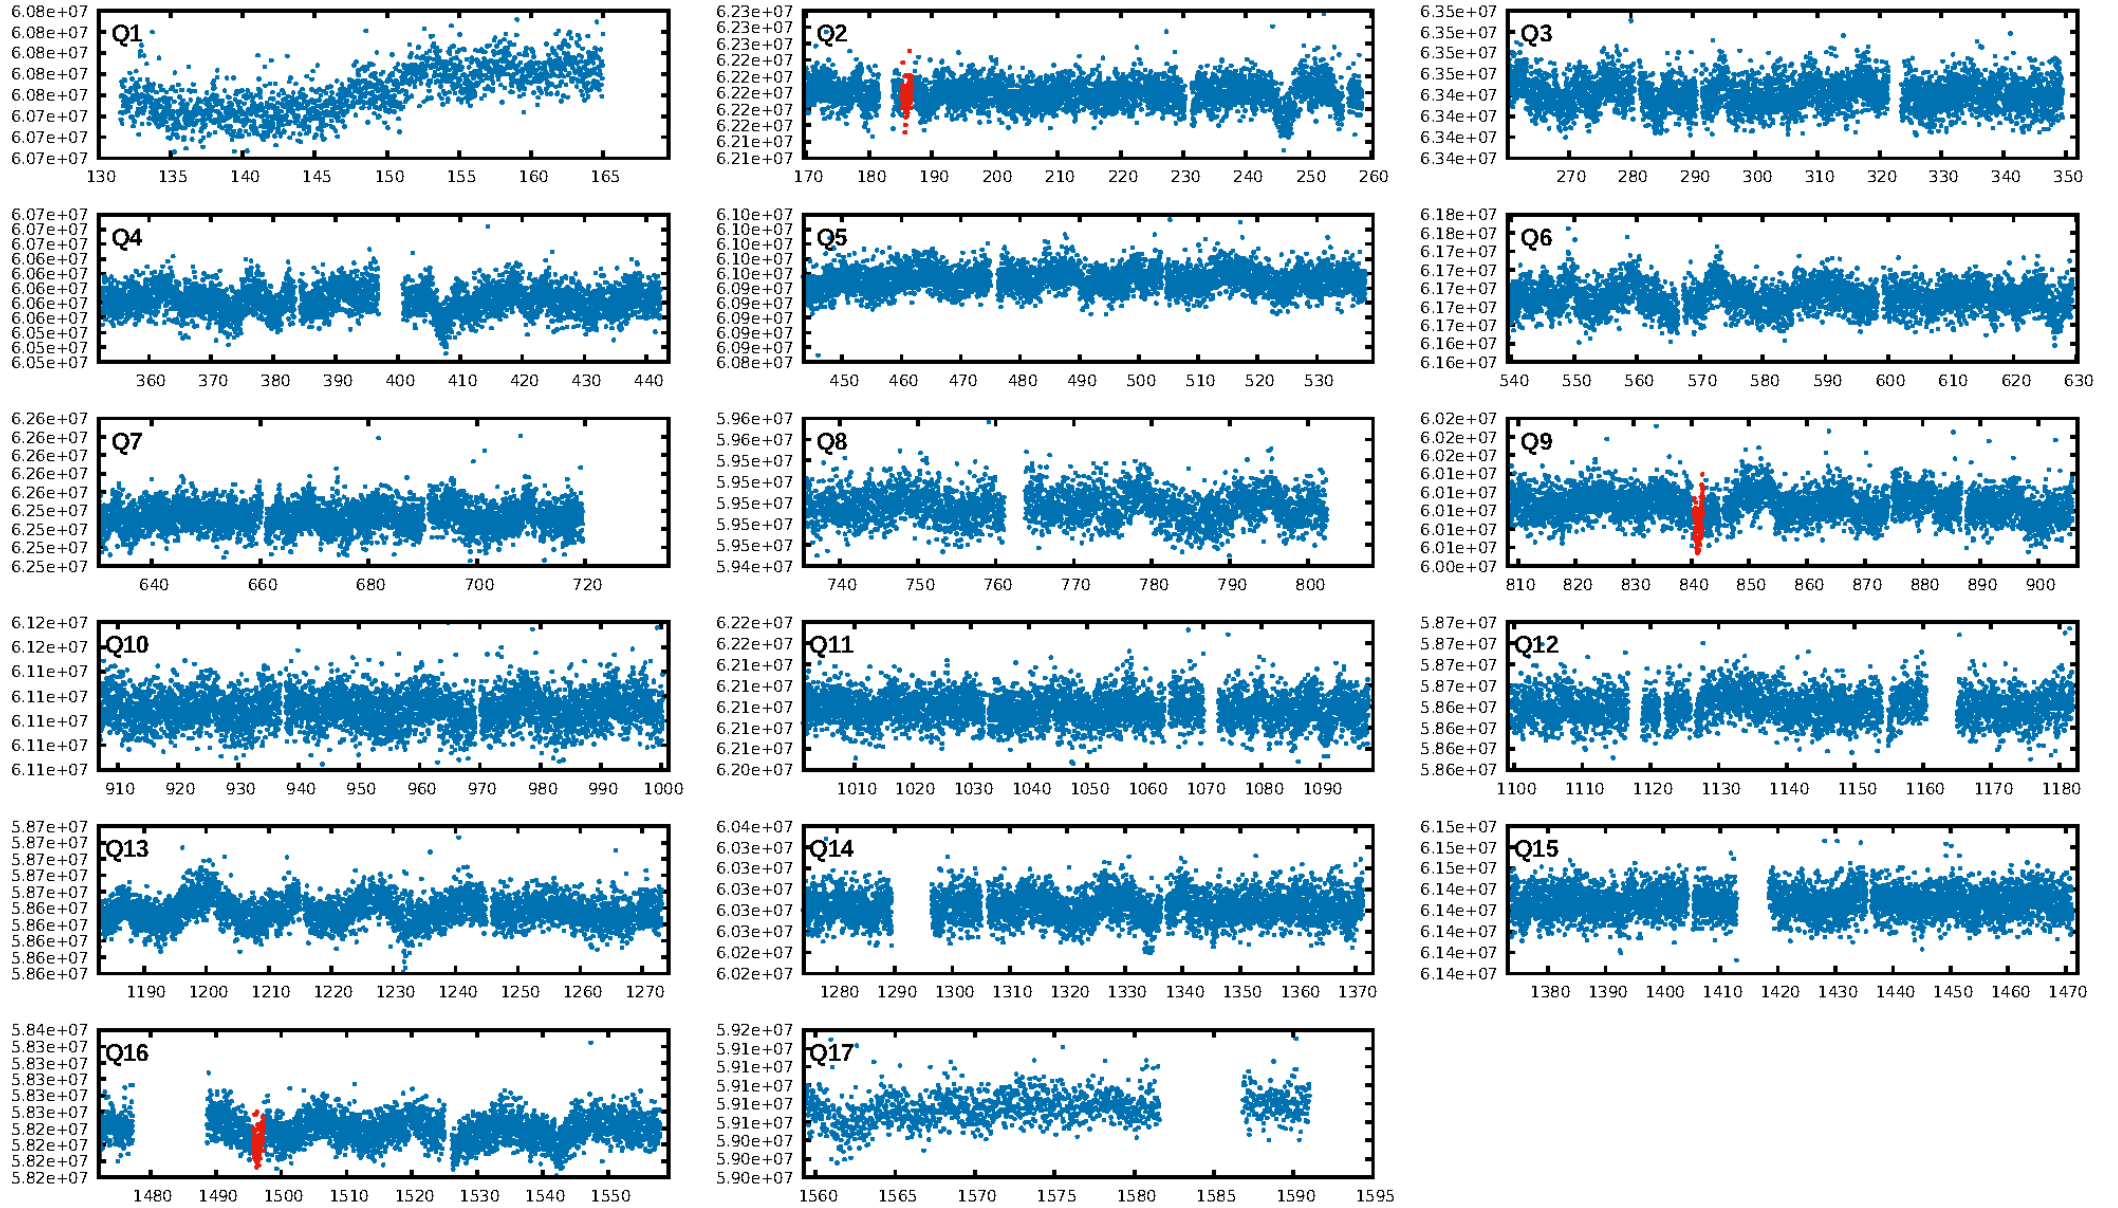 6.08e+07
6.08e+07
6.08e+07
6.08e+07
6.08e+07
6.07e+07
6.07e+07
6.07e+07
Q1
130 135 140 145 150 155 160 165
6.23e+07
6.23e+07
6.23e+07
6.22e+07
6.22e+07
6.22e+07
6.22e+07
6.22e+07
6.21e+07
6.21e+07
Q2
170 180 190 200 210 220 230 240 250 260
6.35e+07
6.35e+07
6.35e+07
6.35e+07
6.34e+07
6.34e+07
6.34e+07
6.34e+07
Q3
270 280 290 300 310 320 330 340 350
6.07e+07
6.07e+07
6.07e+07
6.06e+07
6.06e+07
6.06e+07
6.06e+07
6.06e+07
6.05e+07
6.05e+07
6.05e+07
Q4
360 370 380 390 400 410 420 430 440
6.10e+07
6.10e+07
6.10e+07
6.10e+07
6.10e+07
6.09e+07
6.09e+07
6.09e+07
6.09e+07
6.09e+07
6.08e+07
Q5
450 460 470 480 490 500 510 520 530
6.18e+07
6.18e+07
6.17e+07
6.17e+07
6.17e+07
6.17e+07
6.17e+07
6.16e+07
6.16e+07
Q6
540 550 560 570 580 590 600 610 620 630
6.26e+07
6.26e+07
6.26e+07
6.26e+07
6.26e+07
6.25e+07
6.25e+07
6.25e+07
6.25e+07
Q7
640 660 680 700 720
5.96e+07
5.96e+07
5.95e+07
5.95e+07
5.95e+07
5.95e+07
5.95e+07
5.94e+07
Q8
740 750 760 770 780 790 800
6.02e+07
6.02e+07
6.02e+07
6.01e+07
6.01e+07
6.01e+07
6.01e+07
6.01e+07
6.00e+07
Q9
810 820 830 840 850 860 870 880 890 900
6.12e+07
6.12e+07
6.11e+07
6.11e+07
6.11e+07
6.11e+07
6.11e+07
Q10
910 920 930 940 950 960 970 980 990 1000
6.22e+07
6.22e+07
6.21e+07
6.21e+07
6.21e+07
6.21e+07
6.21e+07
6.20e+07
Q11
1010 1020 1030 1040 1050 1060 1070 1080 1090
5.87e+07
5.87e+07
5.87e+07
5.87e+07
5.86e+07
5.86e+07
5.86e+07
5.86e+07
Q12
1100 1110 1120 1130 1140 1150 1160 1170 1180
5.87e+07
5.87e+07
5.87e+07
5.87e+07
5.87e+07
5.86e+07
5.86e+07
5.86e+07
5.86e+07
5.86e+07
Q13
1190 1200 1210 1220 1230 1240 1250 1260 1270
6.04e+07
6.03e+07
6.03e+07
6.03e+07
6.03e+07
6.03e+07
6.02e+07
6.02e+07
Q14
1280 1290 1300 1310 1320 1330 1340 1350 1360 1370
6.15e+07
6.15e+07
6.15e+07
6.14e+07
6.14e+07
6.14e+07
6.14e+07
6.14e+07
Q15
1380 1390 1400 1410 1420 1430 1440 1450 1460 1470
5.84e+07
5.83e+07
5.83e+07
5.83e+07
5.83e+07
5.83e+07
5.82e+07
5.82e+07
5.82e+07
5.82e+07
Q16
1480 1490 1500 1510 1520 1530 1540 1550
5.92e+07
5.91e+07
5.91e+07
5.91e+07
5.91e+07
5.91e+07
5.90e+07
5.90e+07
5.90e+07
Q17
1560 1565 1570 1575 1580 1585 1590 1595